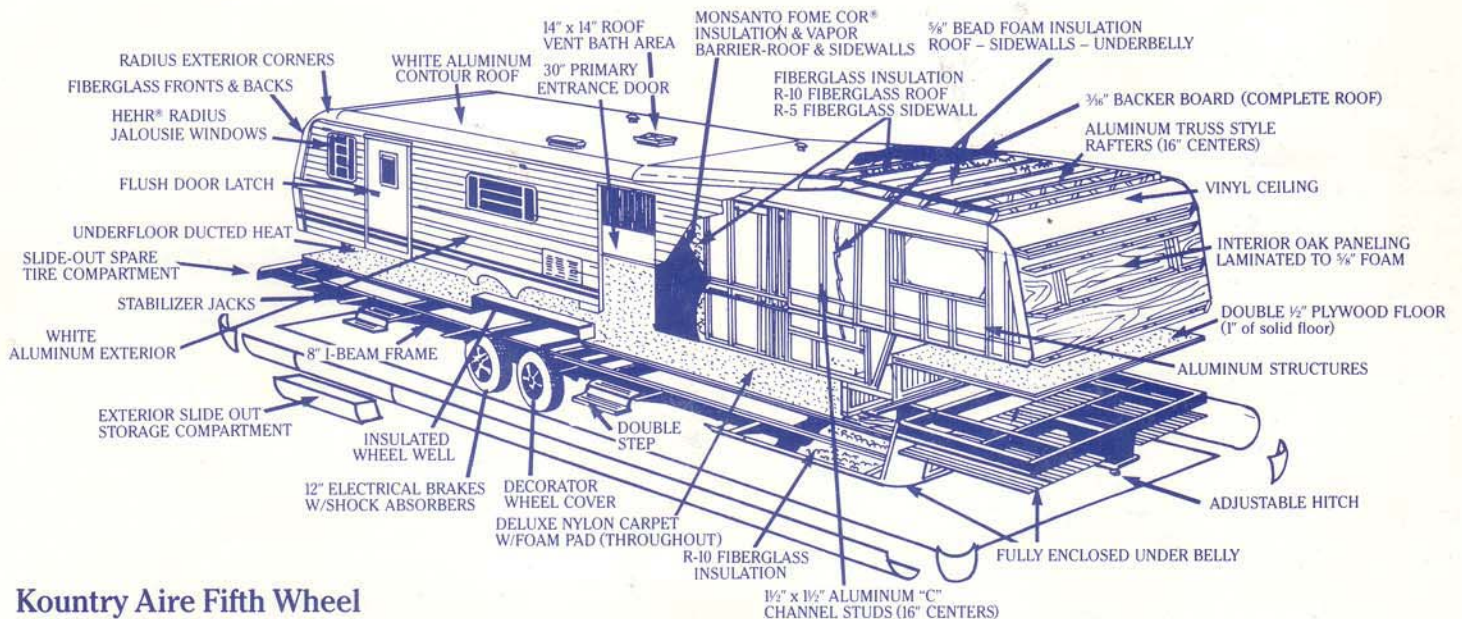 14" x 14" ROOF
VENT BATH AREA
MONSANTO FOME COR®
INSULATION & VAPOR
BARRIER-ROOF & SIDEWALLS
⅝" BEAD FOAM INSULATION
ROOF – SIDEWALLS – UNDERBELLY
RADIUS EXTERIOR CORNERS
WHITE ALUMINUM
CONTOUR ROOF
30" PRIMARY
ENTRANCE DOOR
FIBERGLASS INSULATION
R-10 FIBERGLASS ROOF
R-5 FIBERGLASS SIDEWALL
FIBERGLASS FRONTS & BACKS
3/16" BACKER BOARD (COMPLETE ROOF)
HEHR® RADIUS
JALOUSIE WINDOWS
ALUMINUM TRUSS STYLE
RAFTERS (16" CENTERS)
FLUSH DOOR LATCH
VINYL CEILING
UNDERFLOOR DUCTED HEAT
INTERIOR OAK PANELING
LAMINATED TO ⅝" FOAM
SLIDE-OUT SPARE
TIRE COMPARTMENT
STABILIZER JACKS
DOUBLE ½" PLYWOOD FLOOR
(1" of solid floor)
WHITE
ALUMINUM EXTERIOR
8" I-BEAM FRAME
ALUMINUM STRUCTURES
EXTERIOR SLIDE OUT
STORAGE COMPARTMENT
INSULATED
WHEEL WELL
DOUBLE
STEP
12" ELECTRICAL BRAKES
W/SHOCK ABSORBERS
DECORATOR
WHEEL COVER
ADJUSTABLE HITCH
DELUXE NYLON CARPET
W/FOAM PAD (THROUGHOUT)
R-10 FIBERGLASS
INSULATION
FULLY ENCLOSED UNDER BELLY
1½" x 1½" ALUMINUM "C"
CHANNEL STUDS (16" CENTERS)
Kountry Aire Fifth Wheel